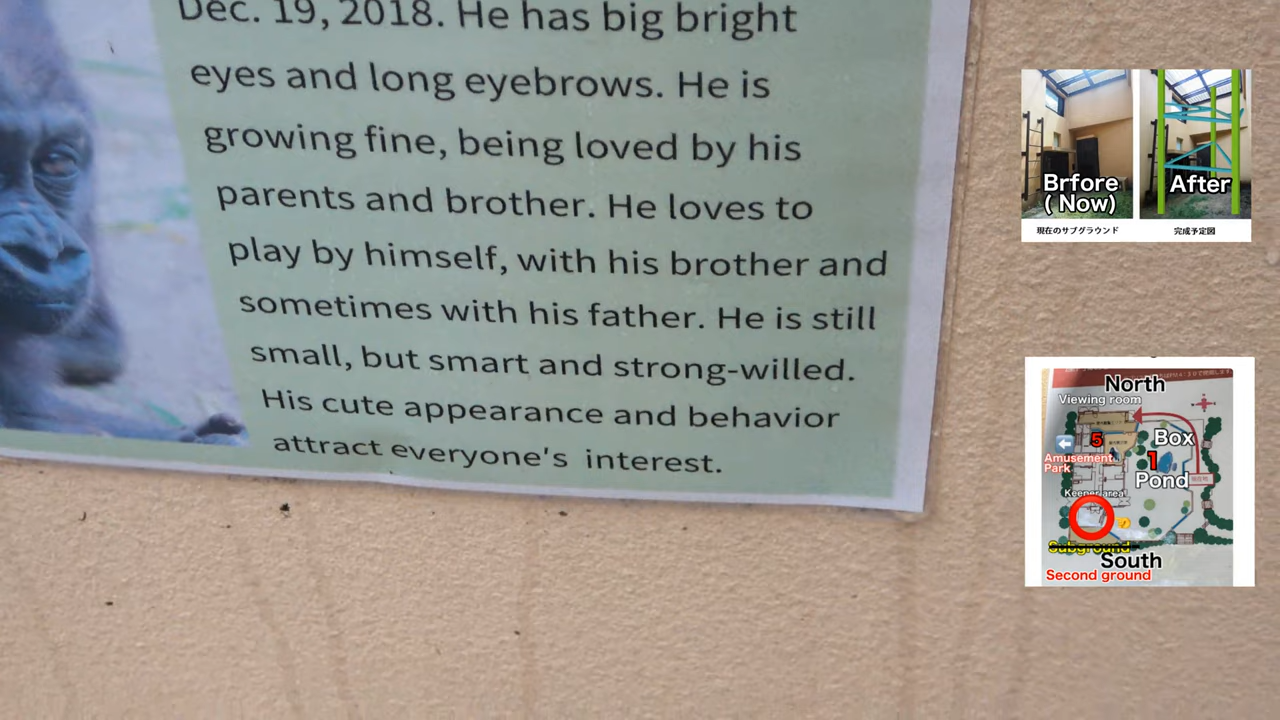 Dec. 19, 2018. He has big bright
eyes and long eyebrows. He is
growing fine, being loved by his
parents and brother. He loves to
play by himself, with his brother and
sometimes with his father. He is still
small, but smart and strong-willed.
His cute appearance and behavior
attract everyone's interest.
Brfore
( Now)
After
現在のサブグラウンド
完成予定図
North
Viewing room
5
Box
1
Amusement
Park
Pond
Keeper area
Subground
South
Second ground